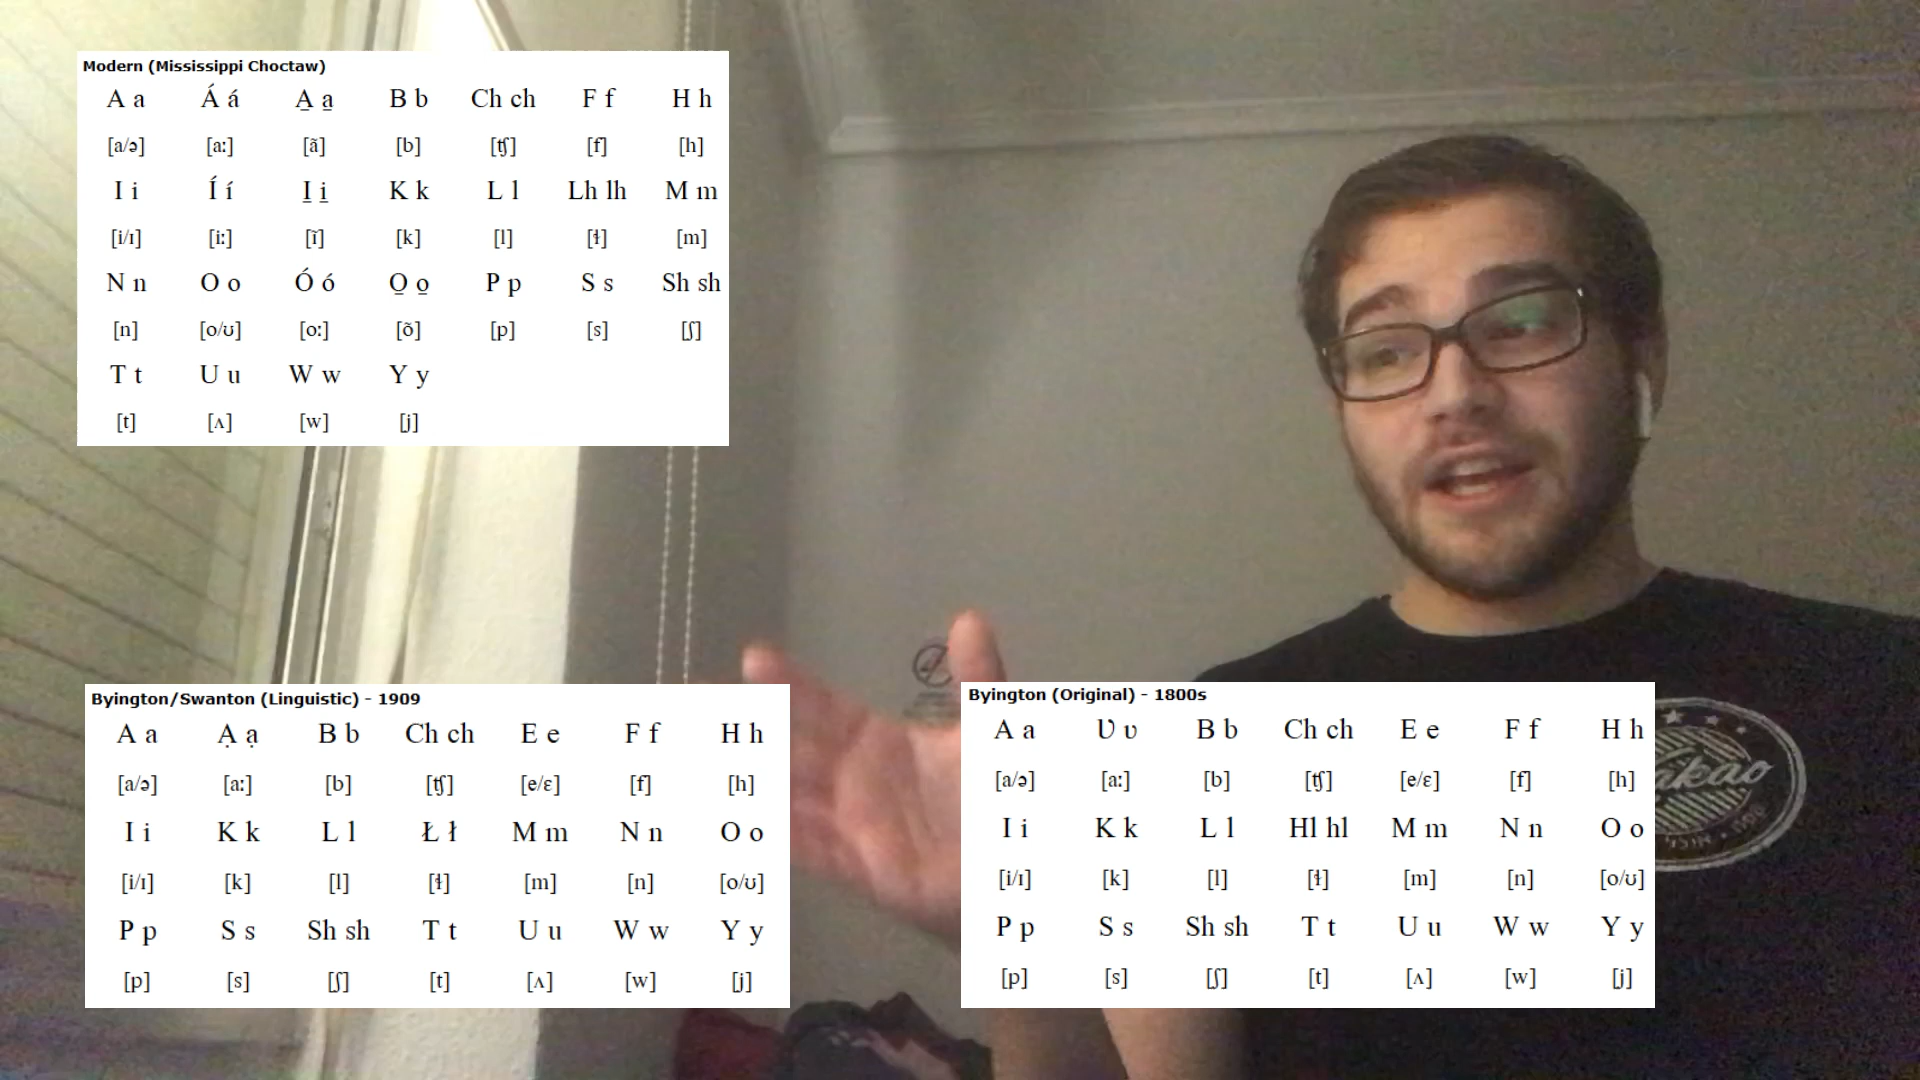 Modern (Mississippi Choctaw)
A a Á á A̱ a̱ B b Ch ch F f H h
[a/ə] [aː] [ã] [b] [ʧ] [f] [h]
I i Í í I̱ i̱ K k L l Lh lh M m
[i/ɪ] [iː] [ĩ] [k] [l] [ɬ] [m]
N n O o Ó ó O̱ o̱ P p S s Sh sh
[n] [o/ʊ] [oː] [õ] [p] [s] [ʃ]
T t U u W w Y y
[t] [ʌ] [w] [j]
Byington/Swanton (Linguistic) - 1909
A a Ạ ạ B b Ch ch E e F f H h
[a/ə] [aː] [b] [ʧ] [e/ɛ] [f] [h]
I i K k L l Ł ł M m N n O o
[i/ɪ] [k] [l] [ɬ] [m] [n] [o/ʊ]
P p S s Sh sh T t U u W w Y y
[p] [s] [ʃ] [t] [ʌ] [w] [j]
Byington (Original) - 1800s
A a Ʋ ʋ B b Ch ch E e F f H h
[a/ə] [aː] [b] [ʧ] [e/ɛ] [f] [h]
I i K k L l Hl hl M m N n O o
[i/ɪ] [k] [l] [ɬ] [m] [n] [o/ʊ]
P p S s Sh sh T t U u W w Y y
[p] [s] [ʃ] [t] [ʌ] [w] [j]